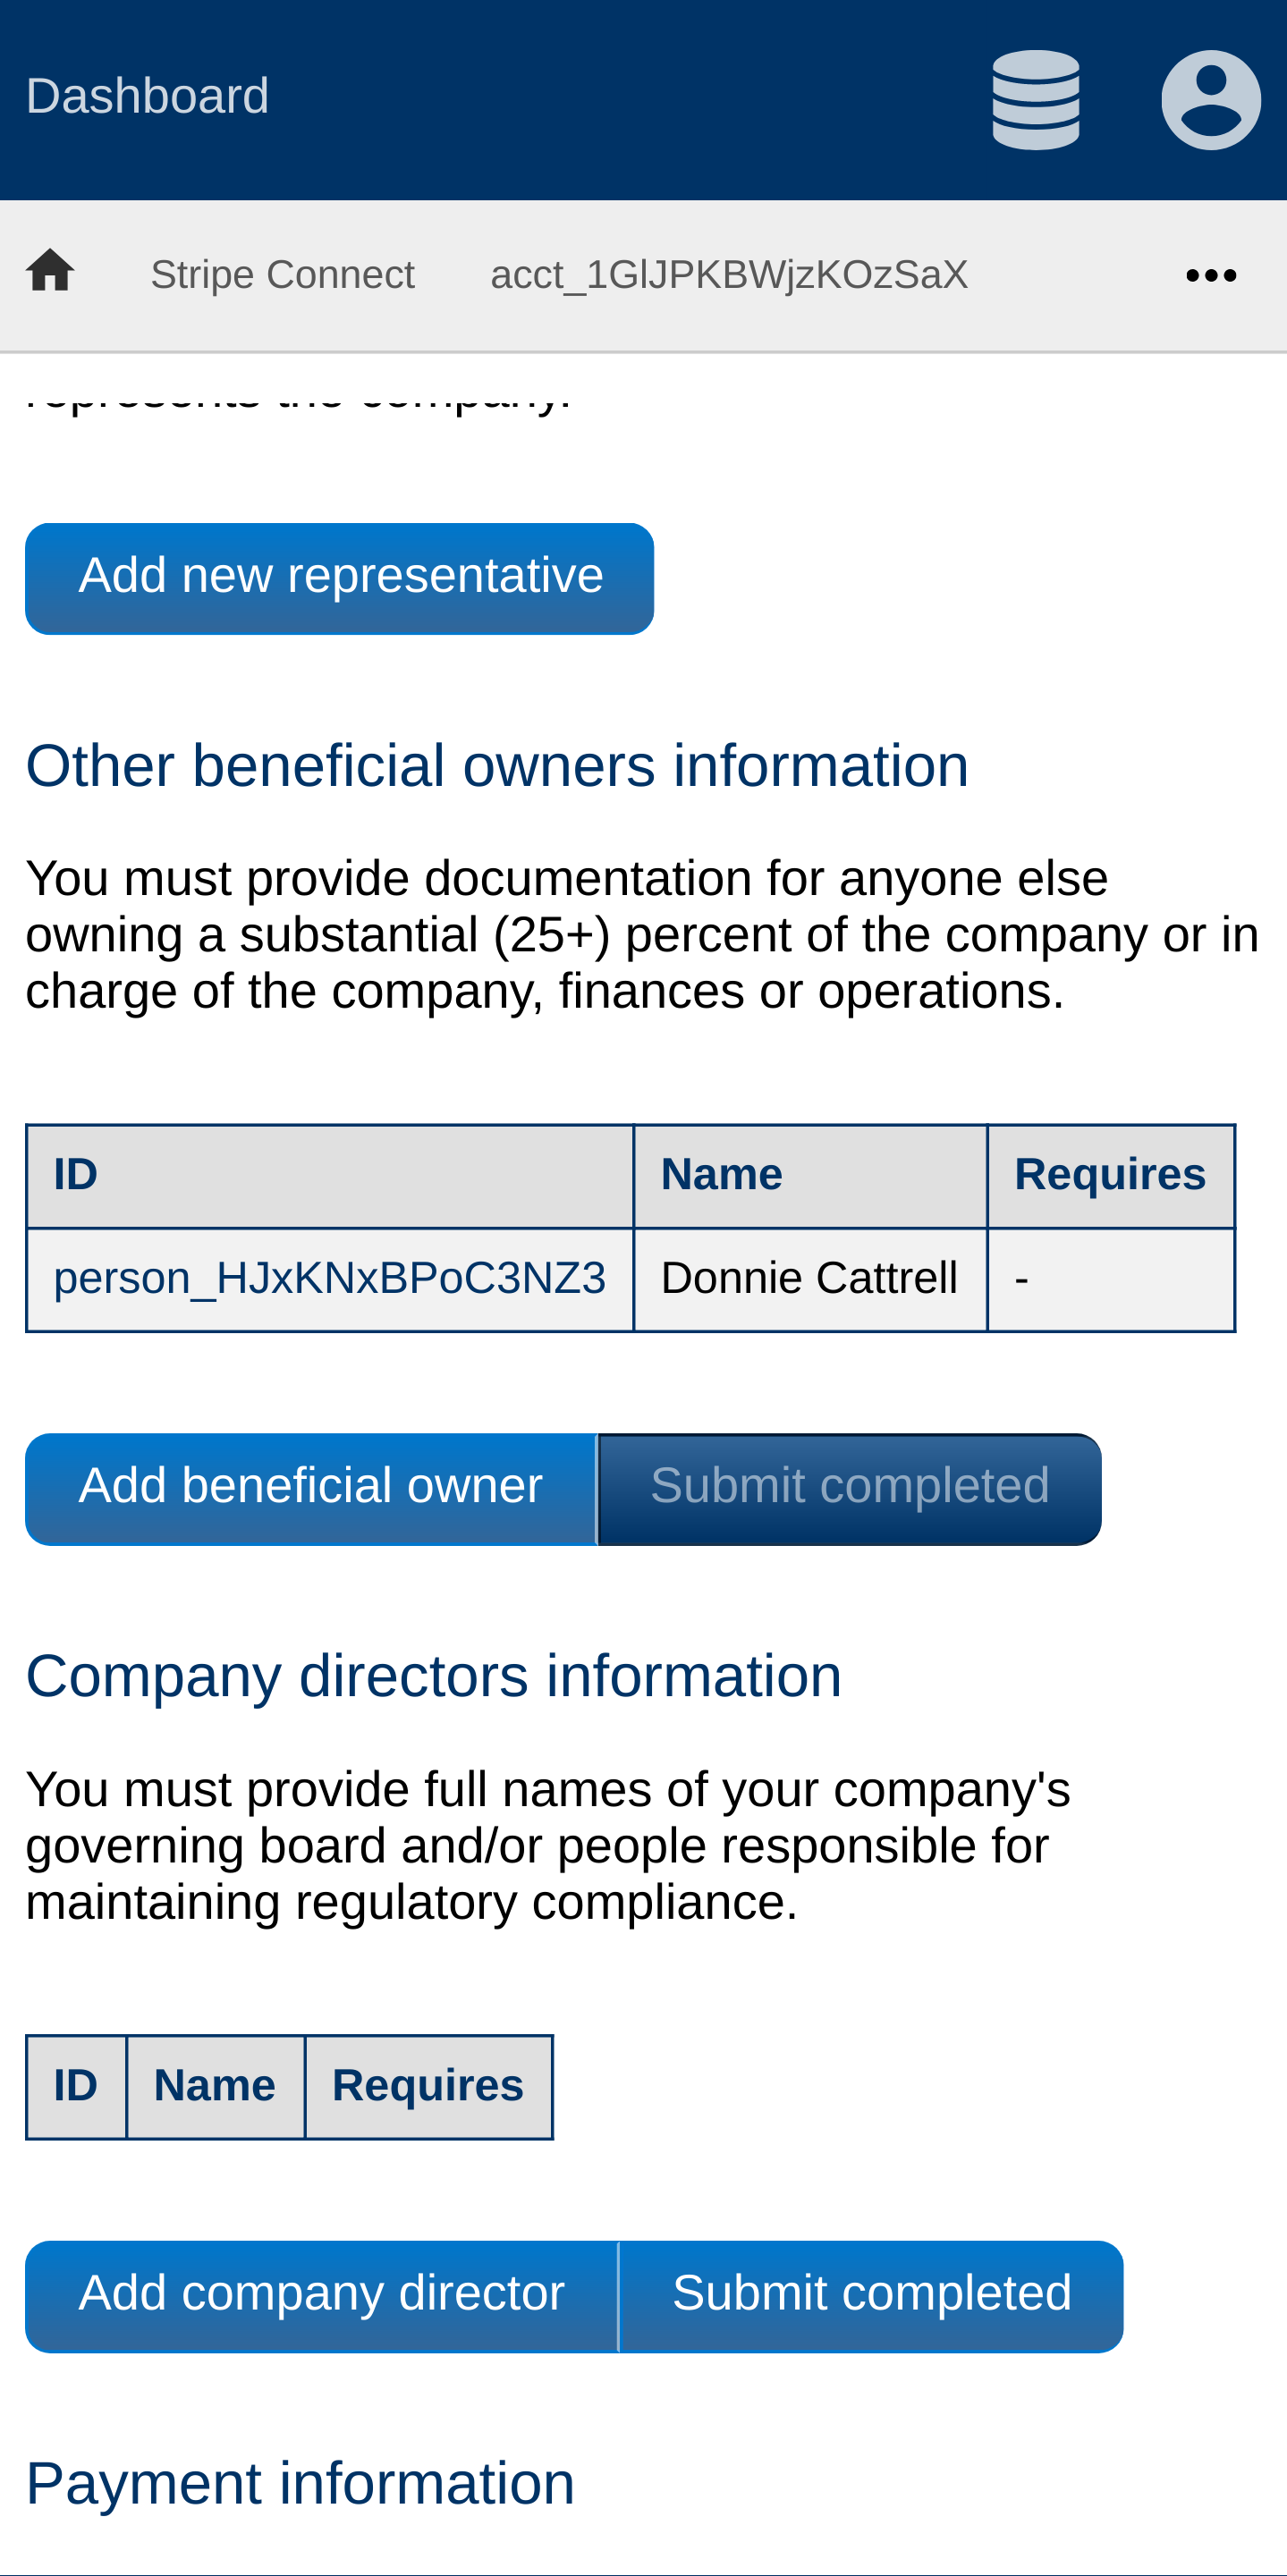 Dashboard
Stripe Connect acct_1GlJPKBWjzKOzSaX
represents the company.
Add new representative
Other beneficial owners information
You must provide documentation for anyone else
owning a substantial (25+) percent of the company or in
charge of the company, finances or operations.
ID Name Requires
person_HJxKNxBPoC3NZ3 Donnie Cattrell -
Add beneficial owner Submit completed
Company directors information
You must provide full names of your company's
governing board and/or people responsible for
maintaining regulatory compliance.
ID Name Requires
Add company director Submit completed
Payment information